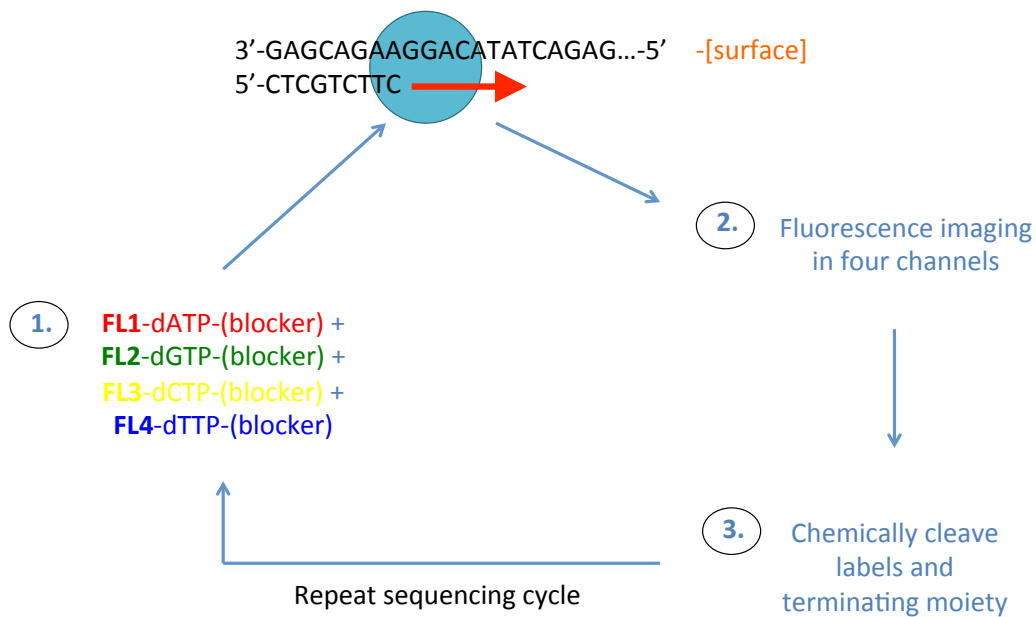 3’-GAGCAGAAGGACATATCAGAG...-5’ -[surface]
5’-CTCGTCTTC
2. Fluorescence imaging
in four channels
1. FL1-dATP-(blocker) +
FL2-dGTP-(blocker) +
FL3-dCTP-(blocker) +
FL4-dTTP-(blocker)
3. Chemically cleave
labels and
terminating moiety
Repeat sequencing cycle